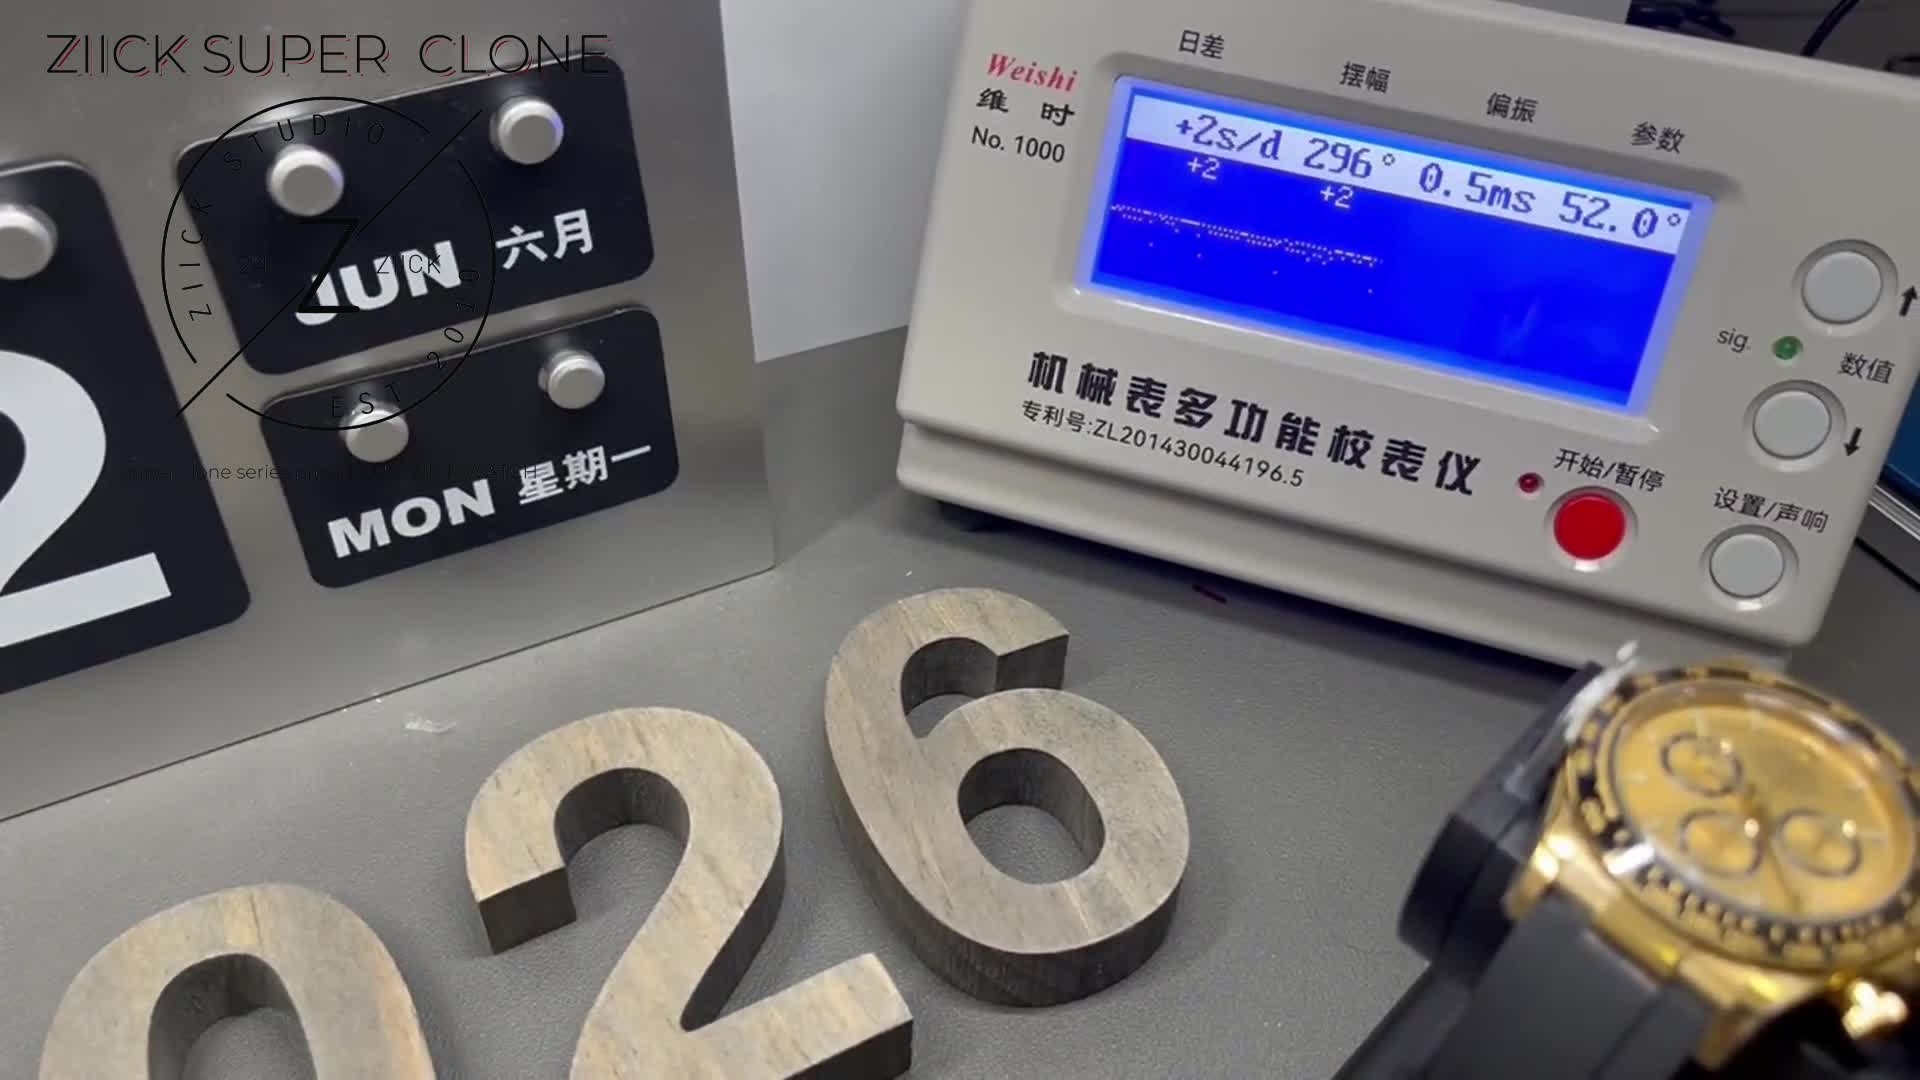 ZIICK SUPER CLONE
ZIICK STUDIO
Z
ZIICK
EST 2010
2
JUN 六月
MON 星期一
026
日差 摆幅 偏振 参数
Weishi
维 时
No. 1000
+2s/d 296° 0.5ms 52.0°
+2 +2
sig.
数值
机械表多功能校表仪
专利号:ZL201430044196.5
开始/暂停
设置/声响